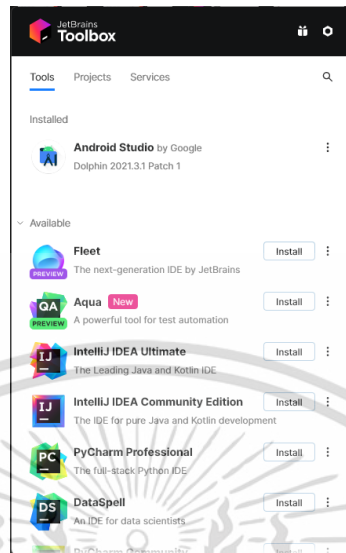 JetBrains
Toolbox
Tools Projects Services
Installed
Android Studio by Google
Dolphin 2021.3.1 Patch 1
Available
Fleet Install
PREVIEW The next-generation IDE by JetBrains
QA Aqua New Install
PREVIEW A powerful tool for test automation
IJ IntelliJ IDEA Ultimate Install
The Leading Java and Kotlin IDE
IJ IntelliJ IDEA Community Edition Install
The IDE for pure Java and Kotlin development
PC PyCharm Professional Install
The full-stack Python IDE
DS DataSpell Install
An IDE for data scientists
PyCharm Community